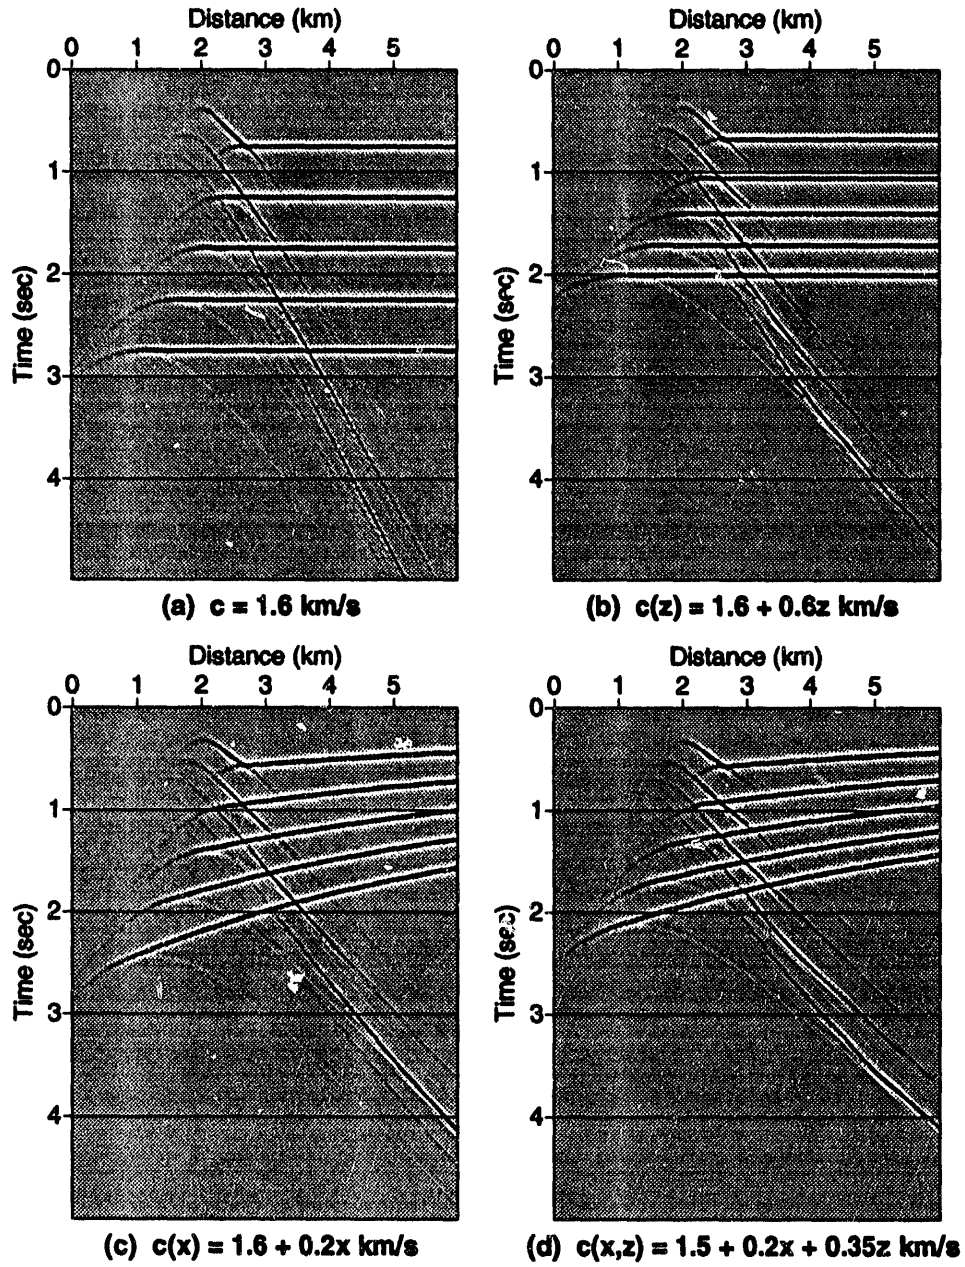 Distance (km)
0 1 2 3 4 5
0
1
2
3
4
Time (sec)
(a) c = 1.6 km/s
Distance (km)
0 1 2 3 4 5
0
1
2
3
4
Time (sec)
(b) c(z) = 1.6 + 0.6z km/s
Distance (km)
0 1 2 3 4 5
0
1
2
3
4
Time (sec)
(c) c(x) = 1.6 + 0.2x km/s
Distance (km)
0 1 2 3 4 5
0
1
2
3
4
Time (sec)
(d) c(x,z) = 1.5 + 0.2x + 0.35z km/s